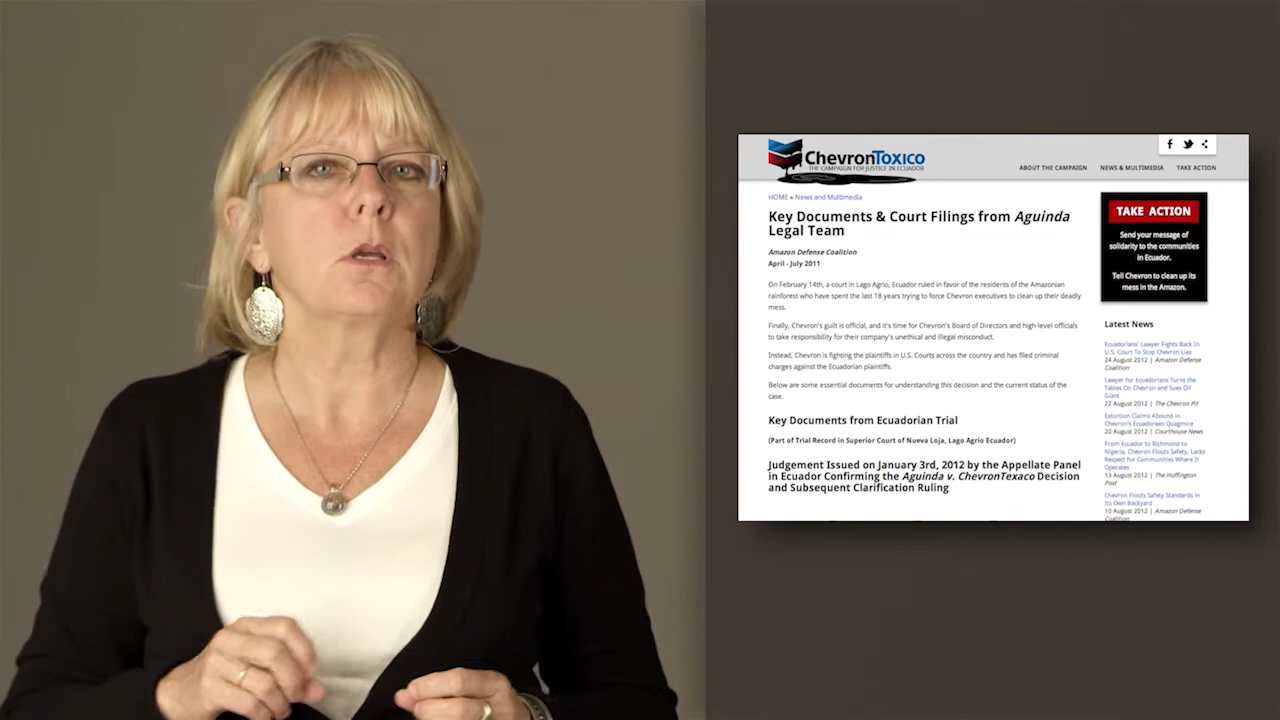 ChevronToxico
THE CAMPAIGN FOR JUSTICE IN ECUADOR
ABOUT THE CAMPAIGN NEWS & MULTIMEDIA TAKE ACTION
HOME » News and Multimedia
Key Documents & Court Filings from Aguinda
Legal Team
Amazon Defense Coalition
April - July 2011
On February 14th, a court in Lago Agrio, Ecuador ruled in favor of the residents of the Amazonian
rainforest who have spent the last 18 years trying to force Chevron executives to clean up their deadly
mess.
Finally, Chevron's guilt is official, and it's time for Chevron's Board of Directors and high-level officials
to take responsibility for their company's unethical and illegal misconduct.
Instead, Chevron is fighting the plaintiffs in U.S. Courts across the country and has filed criminal
charges against the Ecuadorian plaintiffs.
Below are some essential documents for understanding this decision and the current status of the
case.
Key Documents from Ecuadorian Trial
(Part of Trial Record in Superior Court of Nueva Loja, Lago Agrio Ecuador)
Judgement Issued on January 3rd, 2012 by the Appellate Panel
in Ecuador Confirming the Aguinda v. ChevronTexaco Decision
and Subsequent Clarification Ruling
TAKE ACTION
Send your message of
solidarity to the communities
in Ecuador.
Tell Chevron to clean up its
mess in the Amazon.
Latest News
Ecuadorians' Lawyer Fights Back In
U.S. Court To Stop Chevron Lies
24 August 2012 | Amazon Defense
Coalition
Lawyer for Ecuadorians Turns the
Tables On Chevron and Sues Oil
Giant
22 August 2012 | The Chevron Pit
Extortion Claims Abound in
Chevron's Ecuadorean Quagmire
20 August 2012 | Courthouse News
From Ecuador to Richmond to
Nigeria, Chevron Flouts Safety, Lacks
Respect for Communities Where It
Operates
13 August 2012 | The Huffington
Post
Chevron Flouts Safety Standards in
Its Own Backyard
10 August 2012 | Amazon Defense
Coalition